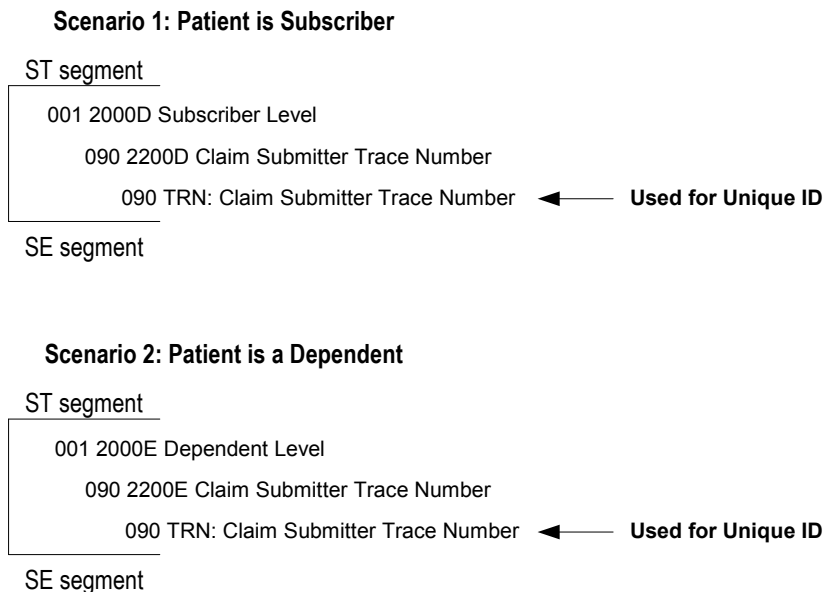 Scenario 1: Patient is Subscriber
ST segment
001 2000D Subscriber Level
090 2200D Claim Submitter Trace Number
090 TRN: Claim Submitter Trace Number Used for Unique ID
SE segment
Scenario 2: Patient is a Dependent
ST segment
001 2000E Dependent Level
090 2200E Claim Submitter Trace Number
090 TRN: Claim Submitter Trace Number Used for Unique ID
SE segment